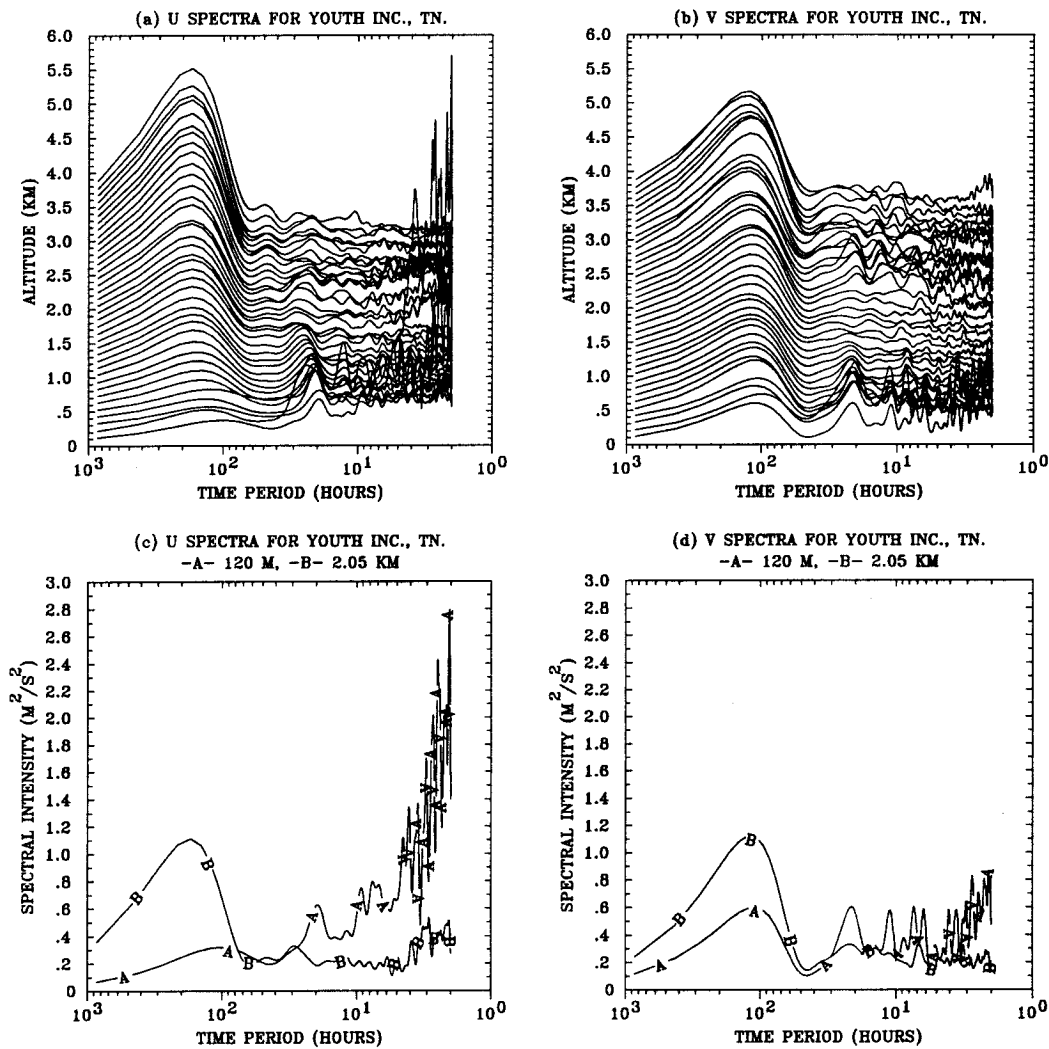 (a) U SPECTRA FOR YOUTH INC., TN.
6.0
5.5
5.0
4.5
4.0
3.5
3.0
2.5
2.0
1.5
1.0
.5
0
ALTITUDE (KM)
10^3
10^2
10^1
10^0
TIME PERIOD (HOURS)
(b) V SPECTRA FOR YOUTH INC., TN.
6.0
5.5
5.0
4.5
4.0
3.5
3.0
2.5
2.0
1.5
1.0
.5
0
ALTITUDE (KM)
10^3
10^2
10^1
10^0
TIME PERIOD (HOURS)
(c) U SPECTRA FOR YOUTH INC., TN.
-A- 120 M, -B- 2.05 KM
3.0
2.8
2.6
2.4
2.2
2.0
1.8
1.6
1.4
1.2
1.0
.8
.6
.4
.2
0
SPECTRAL INTENSITY (M^2/S^2)
B
B
A
A
B
A
B
A
A
B
10^3
10^2
10^1
10^0
TIME PERIOD (HOURS)
(d) V SPECTRA FOR YOUTH INC., TN.
-A- 120 M, -B- 2.05 KM
3.0
2.8
2.6
2.4
2.2
2.0
1.8
1.6
1.4
1.2
1.0
.8
.6
.4
.2
0
SPECTRAL INTENSITY (M^2/S^2)
B
B
A
A
B
A
B
A
A
B
10^3
10^2
10^1
10^0
TIME PERIOD (HOURS)